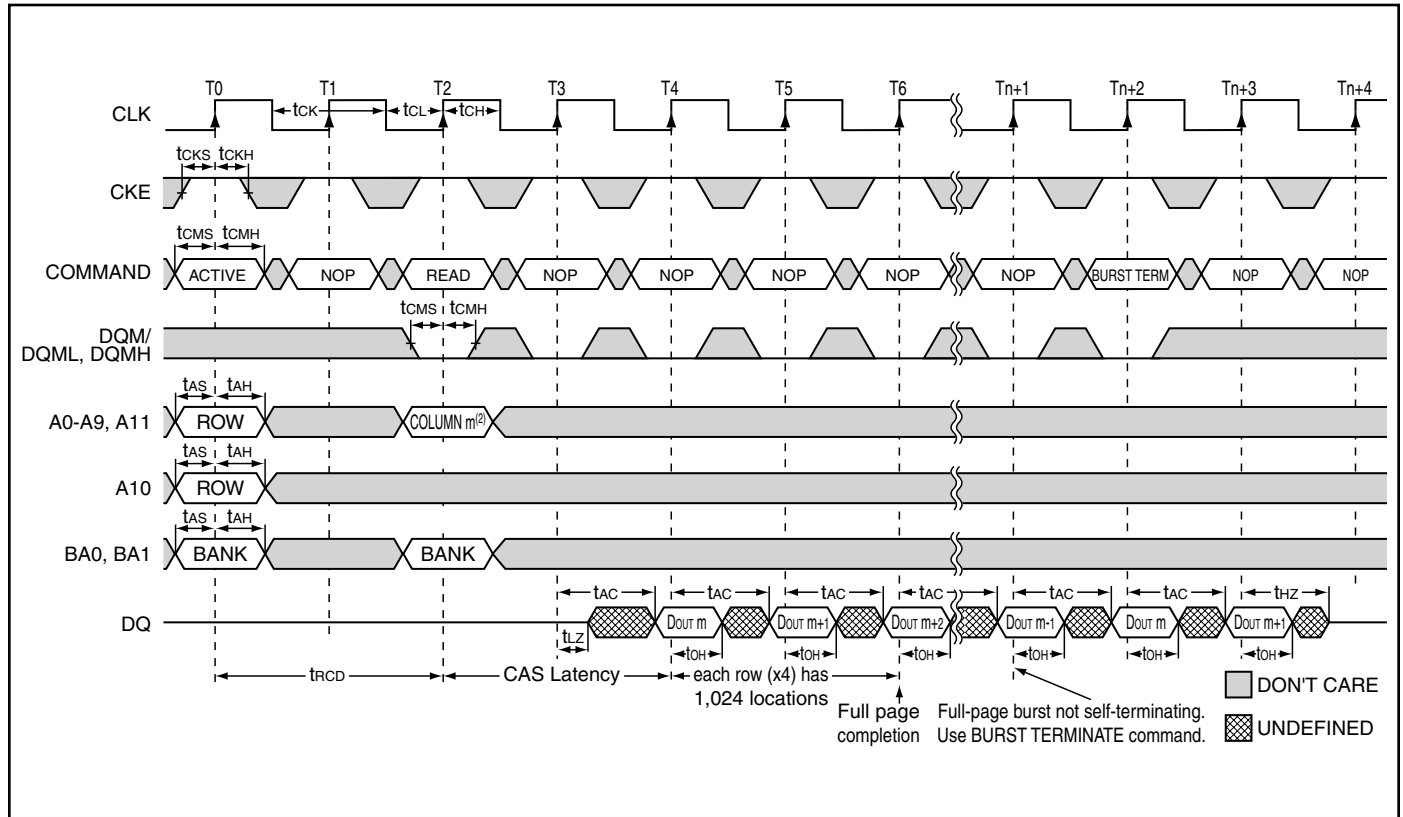 T0 T1 T2 T3 T4 T5 T6 Tn+1 Tn+2 Tn+3 Tn+4
CLK tCK tCL tCH
tCKS tCKH
CKE
tCMS tCMH
COMMAND ACTIVE NOP READ NOP NOP NOP NOP NOP BURST TERM NOP NOP
tCMS tCMH
DQM/
DQML, DQMH
tAS tAH
A0-A9, A11 ROW COLUMN m(2)
tAS tAH
A10 ROW
tAS tAH
BA0, BA1 BANK BANK
tAC tAC tAC tAC tAC tAC tHZ
DQ DOUT m DOUT m+1 DOUT m+2 DOUT m-1 DOUT m DOUT m+1
tLZ tOH tOH tOH tOH tOH tOH
tRCD CAS Latency each row (x4) has
1,024 locations
Full page
completion
Full-page burst not self-terminating.
Use BURST TERMINATE command.
DON'T CARE
UNDEFINED